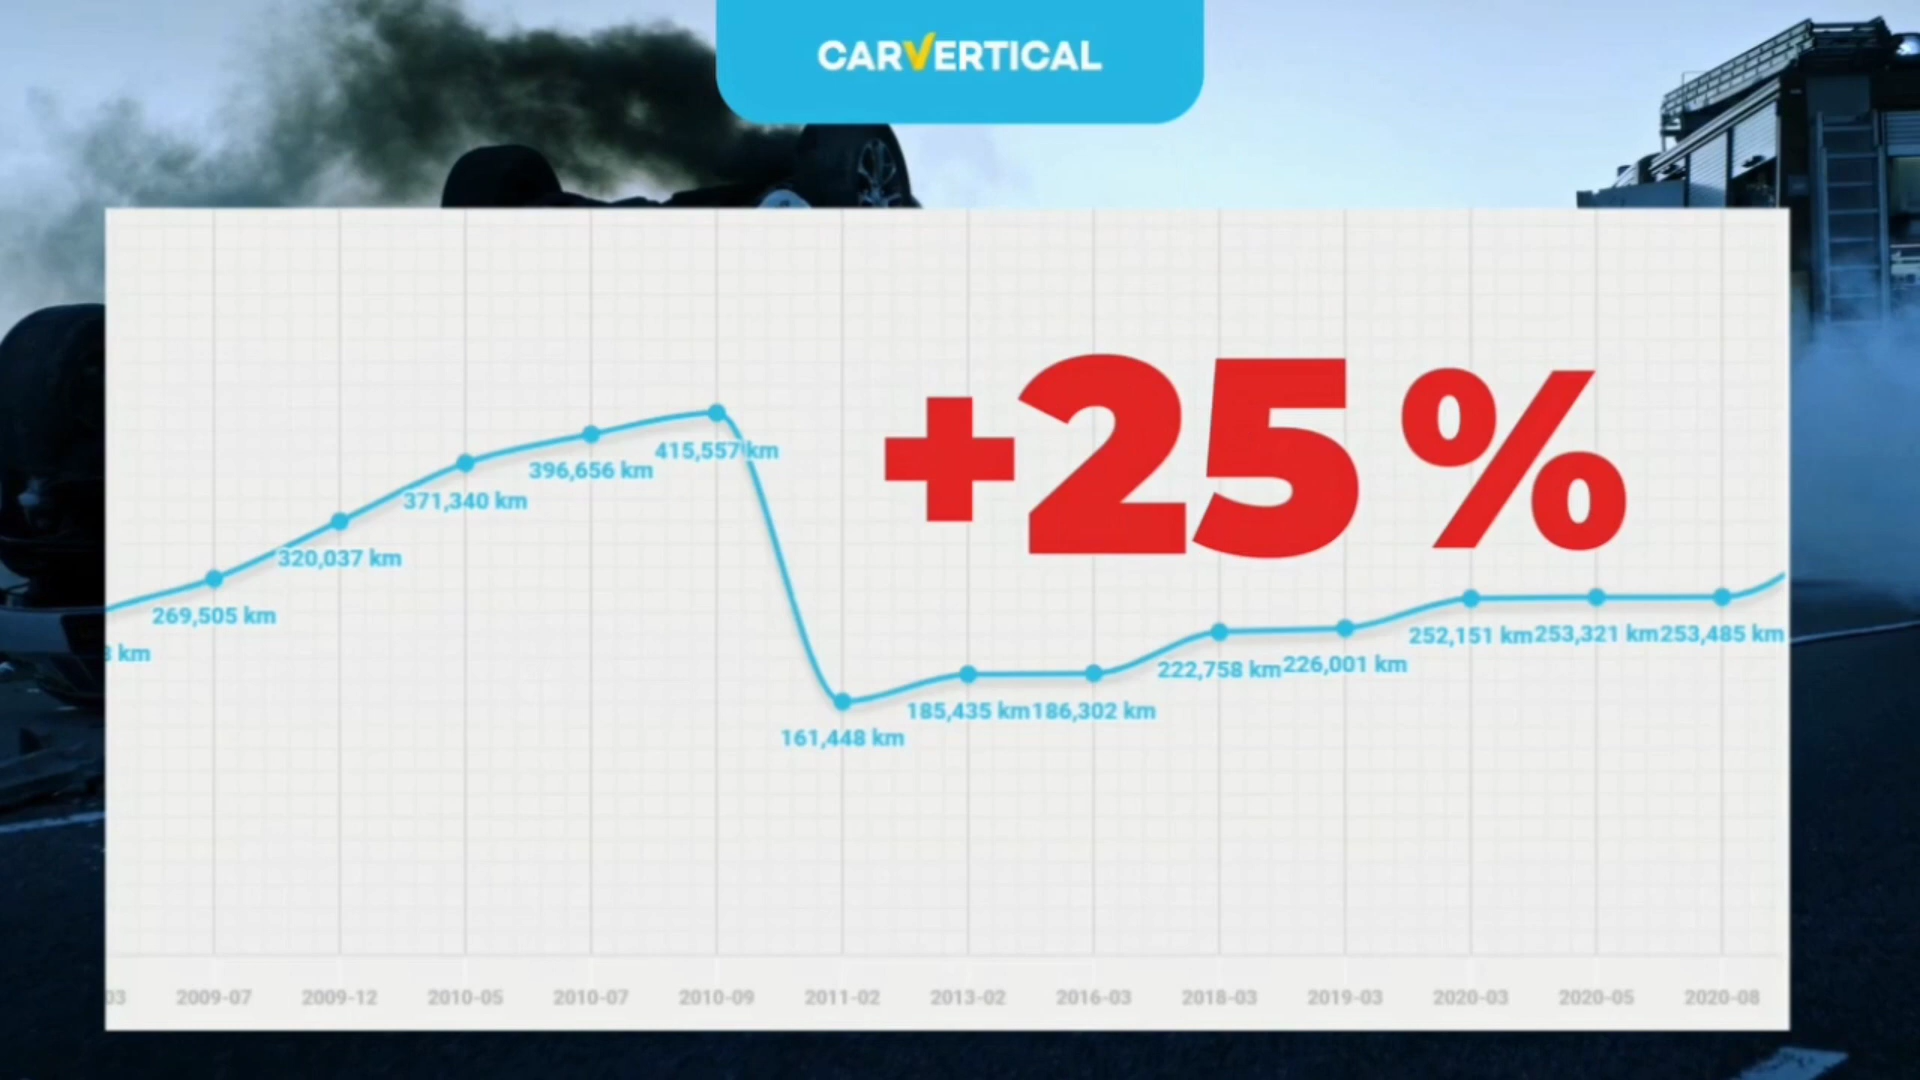 CARVERTICAL
+25%
415,557 km
396,656 km
371,340 km
320,037 km
269,505 km
km
252,151 km
253,321 km
253,485 km
222,758 km
226,001 km
185,435 km
186,302 km
161,448 km
03
2009-07
2009-12
2010-05
2010-07
2010-09
2011-02
2013-02
2016-03
2018-03
2019-03
2020-03
2020-05
2020-08